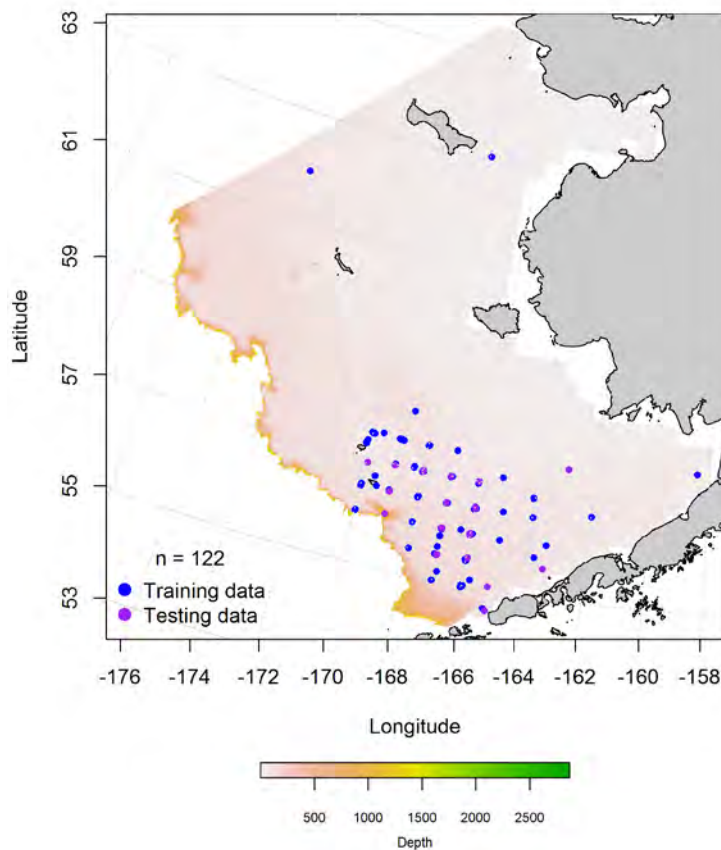 63
61
59
57
55
53
Latitude
n = 122
Training data
Testing data
-176 -174 -172 -170 -168 -166 -164 -162 -160 -158
Longitude
500 1000 1500 2000 2500
Depth